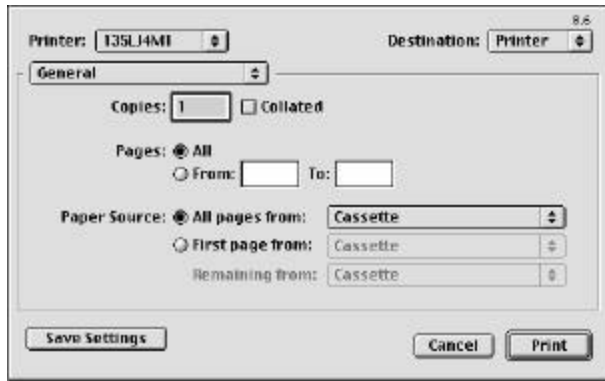 8.6
Printer: 135LJ4M1 Destination: Printer
General
Copies: 1 Collated
Pages: All
From: To:
Paper Source: All pages from: Cassette
First page from: Cassette
Remaining from: Cassette
Save Settings Cancel Print